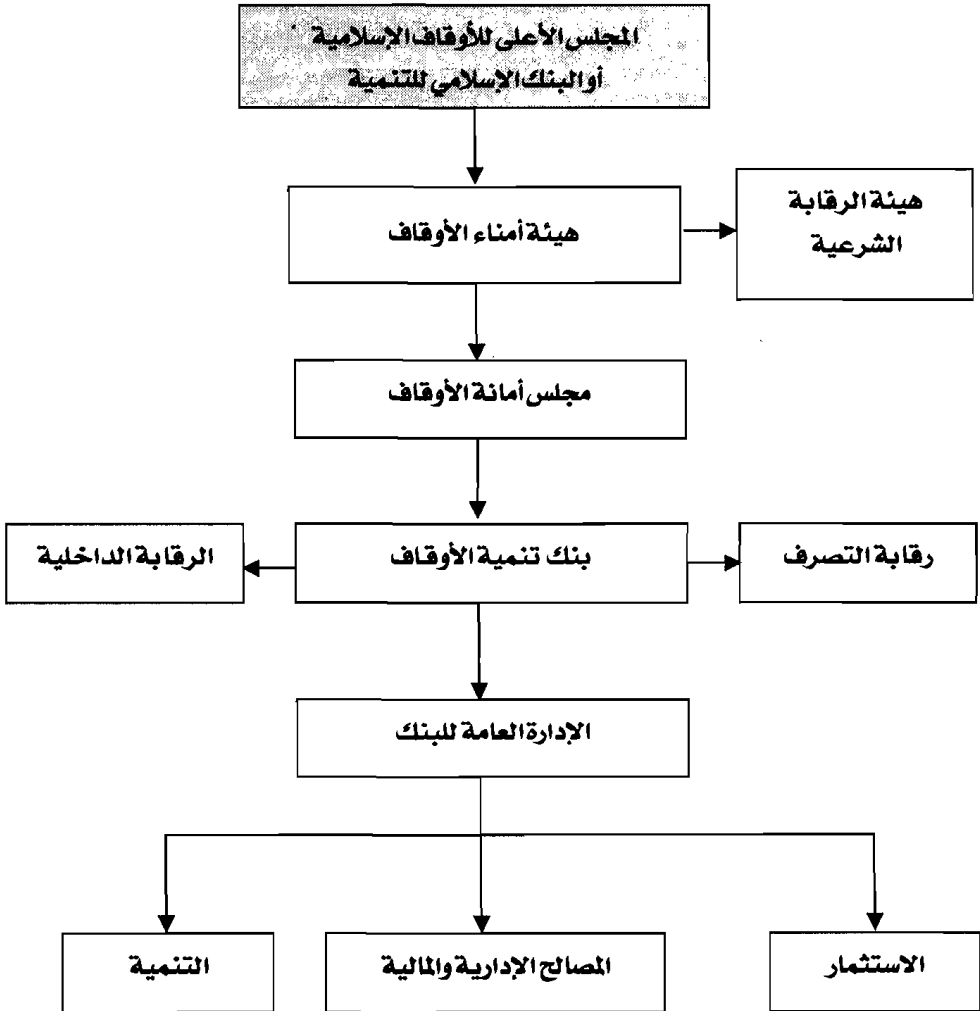 المجلس الأعلى للأوقاف الإسلامية
أو البنك الإسلامي للتنمية
هيئة أمناء الأوقاف
هيئة الرقابة
الشرعية
مجلس أمانة الأوقاف
رقابة التصرف
بنك تنمية الأوقاف
الرقابة الداخلية
الإدارة العامة للبنك
الاستثمار
المصالح الإدارية والمالية
التنمية